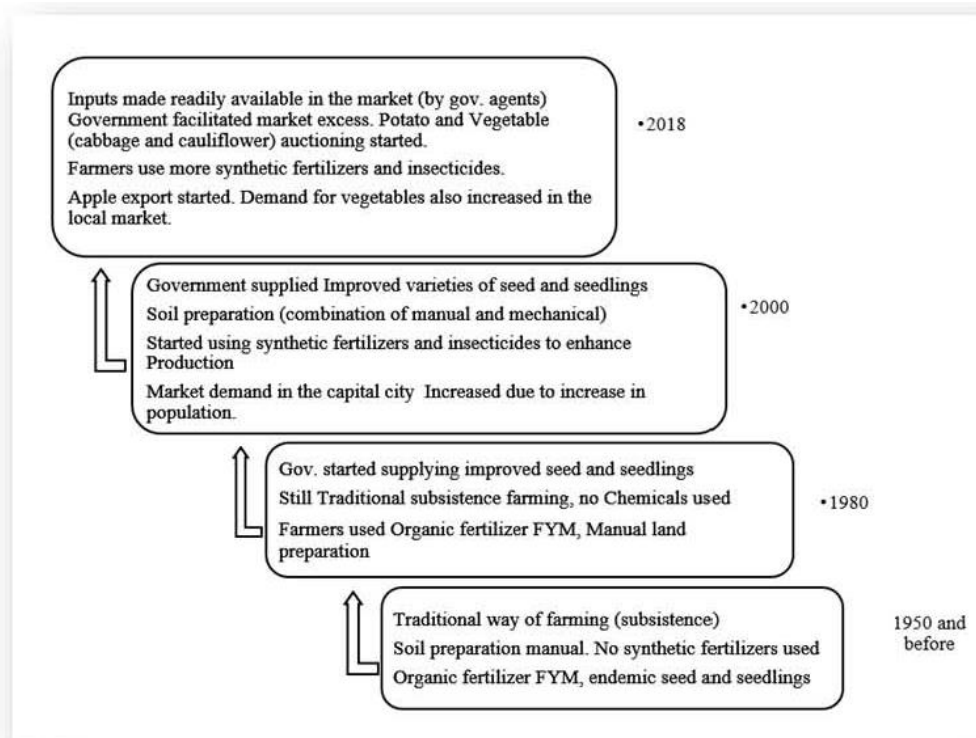 Inputs made readily available in the market (by gov. agents)
Government facilitated market excess. Potato and Vegetable
(cabbage and cauliflower) auctioning started.
Farmers use more synthetic fertilizers and insecticides.
Apple export started. Demand for vegetables also increased in the
local market.
•2018
Government supplied Improved varieties of seed and seedlings
Soil preparation (combination of manual and mechanical)
Started using synthetic fertilizers and insecticides to enhance
Production
Market demand in the capital city Increased due to increase in
population.
•2000
Gov. started supplying improved seed and seedlings
Still Traditional subsistence farming, no Chemicals used
Farmers used Organic fertilizer FYM, Manual land
preparation
•1980
Traditional way of farming (subsistence)
Soil preparation manual. No synthetic fertilizers used
Organic fertilizer FYM, endemic seed and seedlings
1950 and
before